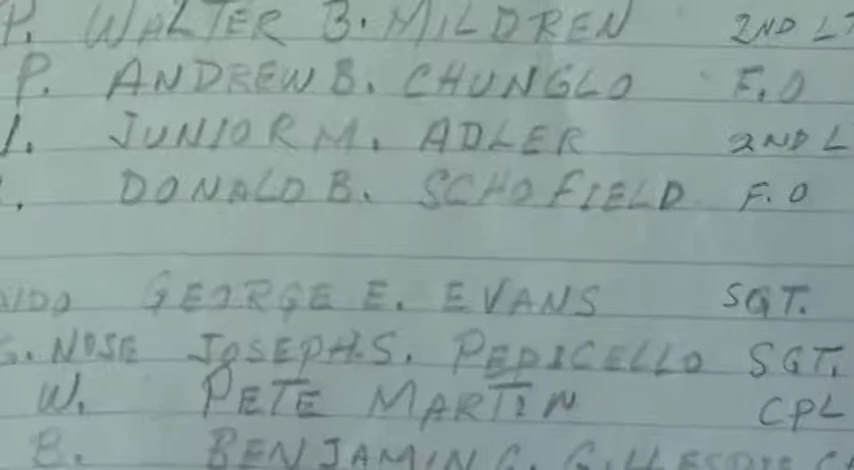 P. WALTER B. MILDREN 2ND LT
P. ANDREW B. CHUNGLO F.O
JUNIOR M. ADLER 2ND L
DONALD B. SCHOFIELD F.O
GEORGE E. EVANS SGT.
NOSE JOSEPH.S. PEDICELLO SGT.
W. PETE MARTIN CPL
B. BENJAMIN G.